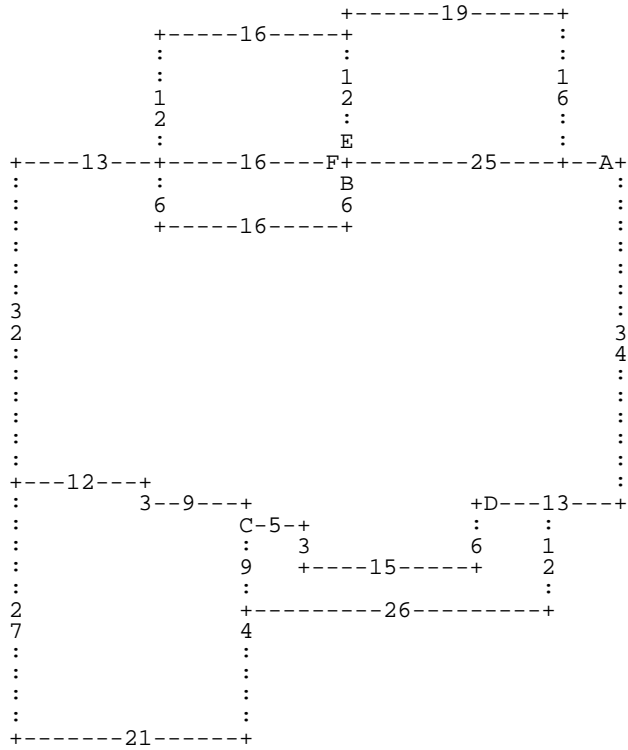 +------19------+
          +-----16-----+              :
          :            :              :
          :            1              1
          1            2              6
          2            :              :
          :            E              :
+----13---+-----16----F+--------25----+--A+
:         :            B                  :
:         6            6                  :
:         +-----16-----+                  :
:                                         :
:                                         :
:                                         :
3                                         :
2                                         3
:                                         4
:                                         :
:                                         :
:                                         :
:                                         :
:                                         :
+---12---+                                :
:        3--9---+               +D---13---+
:               C-5-+           :    :
:               :   3           6    1
:               9   +----15-----+    2
:               :                    :
2               +---------26---------+
7               4
:               :
:               :
:               :
:               :
+-------21------+